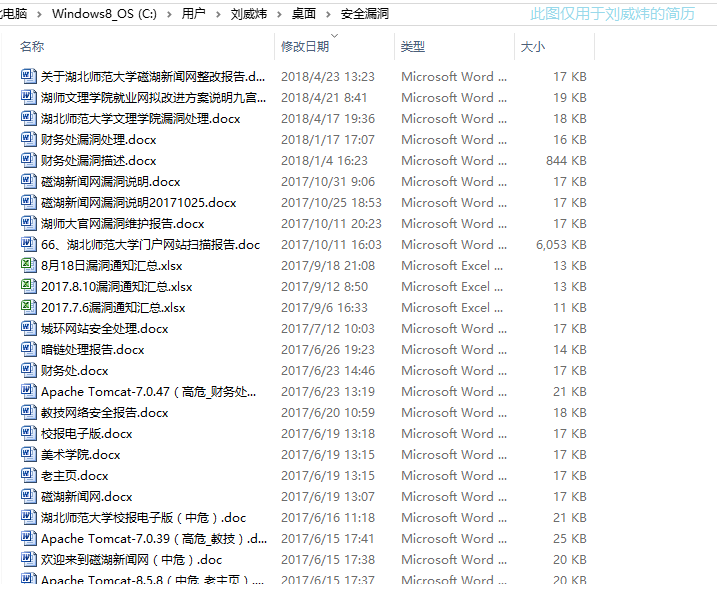 此电脑 > Windows8_OS (C:) > 用户 > 刘威炜 > 桌面 > 安全漏洞 此图仅用于刘威炜的简历
名称 修改日期 类型 大小
关于湖北师范大学磁湖新闻网整改报告.d... 2018/4/23 13:23 Microsoft Word ... 17 KB
湖师文理学院就业网拟改进方案说明九宫... 2018/4/21 8:41 Microsoft Word ... 19 KB
湖北师范大学文理学院漏洞处理.docx 2018/4/17 19:36 Microsoft Word ... 18 KB
财务处漏洞处理.docx 2018/1/17 17:07 Microsoft Word ... 16 KB
财务处漏洞描述.docx 2018/1/4 16:23 Microsoft Word ... 844 KB
磁湖新闻网漏洞说明.docx 2017/10/31 9:06 Microsoft Word ... 17 KB
磁湖新闻网漏洞说明20171025.docx 2017/10/25 18:53 Microsoft Word ... 17 KB
湖师大官网漏洞维护报告.docx 2017/10/11 20:23 Microsoft Word ... 17 KB
66、湖北师范大学门户网站扫描报告.doc 2017/10/11 16:03 Microsoft Word ... 6,053 KB
8月18日漏洞通知汇总.xlsx 2017/9/18 21:08 Microsoft Excel ... 13 KB
2017.8.10漏洞通知汇总.xlsx 2017/9/12 8:50 Microsoft Excel ... 13 KB
2017.7.6漏洞通知汇总.xlsx 2017/9/6 16:33 Microsoft Excel ... 11 KB
城环网站安全处理.docx 2017/7/12 10:03 Microsoft Word ... 17 KB
暗链处理报告.docx 2017/6/26 19:23 Microsoft Word ... 14 KB
财务处.docx 2017/6/23 14:46 Microsoft Word ... 17 KB
Apache Tomcat-7.0.47（高危_财务处... 2017/6/23 13:19 Microsoft Word ... 21 KB
教技网络安全报告.docx 2017/6/20 10:59 Microsoft Word ... 18 KB
校报电子版.docx 2017/6/19 13:18 Microsoft Word ... 17 KB
美术学院.docx 2017/6/19 13:15 Microsoft Word ... 17 KB
老主页.docx 2017/6/19 13:15 Microsoft Word ... 17 KB
磁湖新闻网.docx 2017/6/19 13:07 Microsoft Word ... 17 KB
湖北师范大学校报电子版（中危）.doc 2017/6/16 11:18 Microsoft Word ... 21 KB
Apache Tomcat-7.0.39（高危_教技）.d... 2017/6/15 17:41 Microsoft Word ... 25 KB
欢迎来到磁湖新闻网（中危）.doc 2017/6/15 17:38 Microsoft Word ... 20 KB
Apache Tomcat-8.5.8（中危_老主页）.... 2017/6/15 17:37 Microsoft Word ... 20 KB